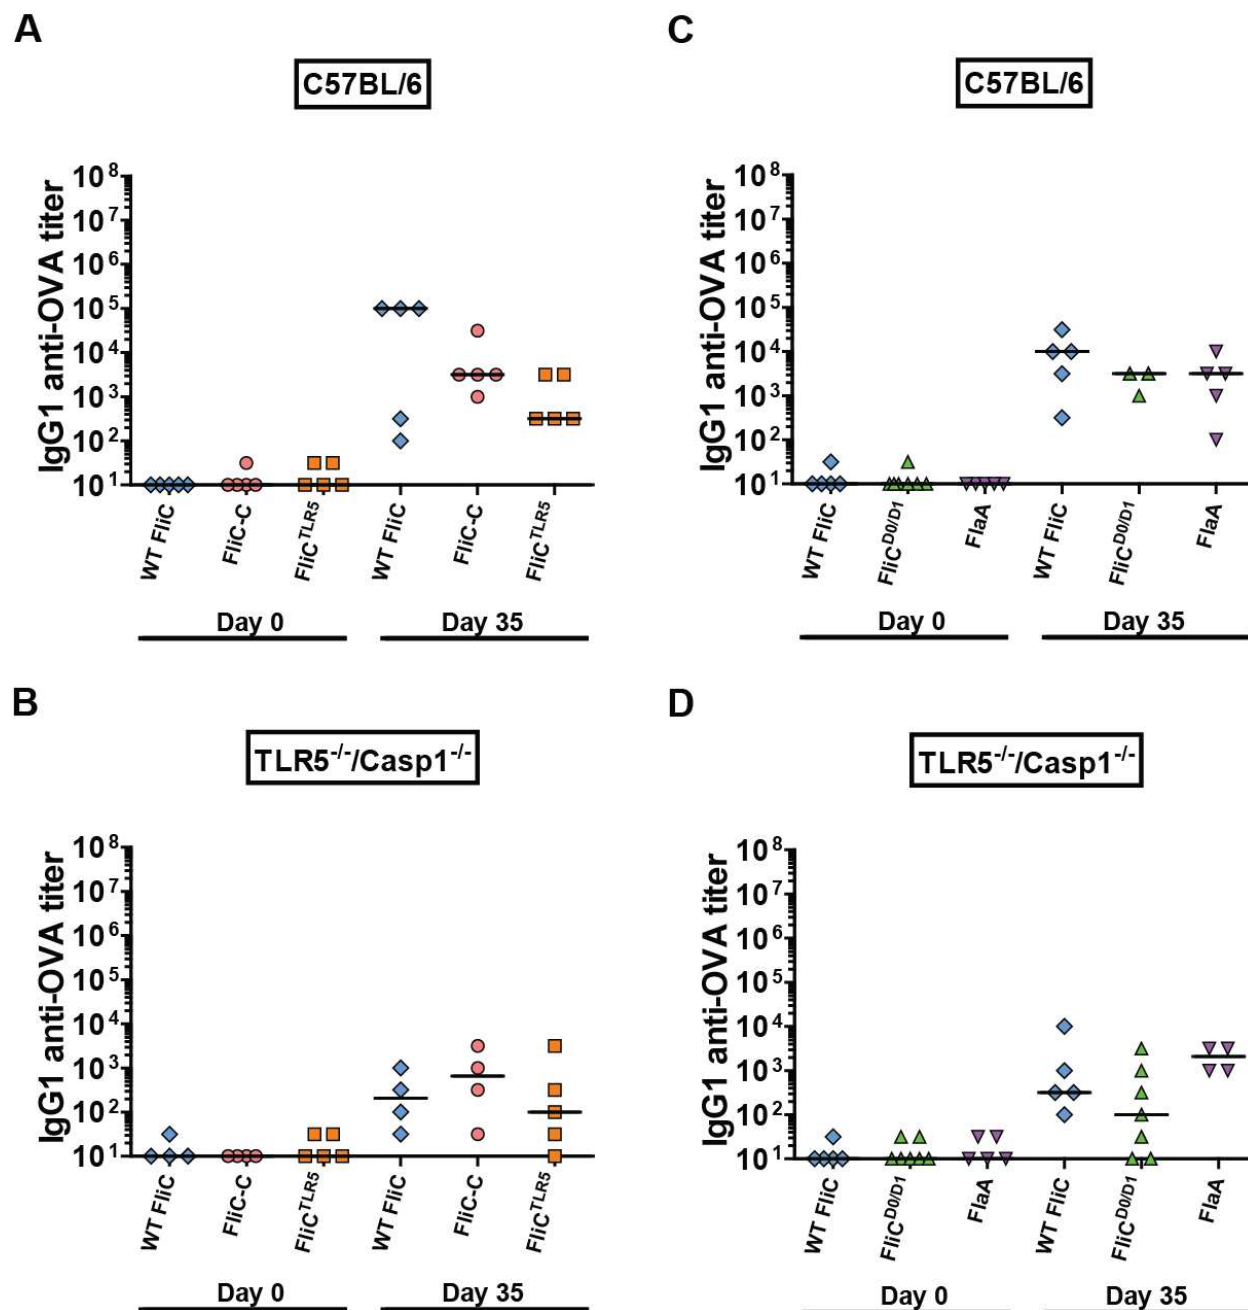 A
C57BL/6
IgG1 anti-OVA titer
10⁸
10⁷
10⁶
10⁵
10⁴
10³
10²
10¹
WT FliC
FliC-C
FliC^TLR5
WT FliC
FliC-C
FliC^TLR5
Day 0
Day 35
C
C57BL/6
IgG1 anti-OVA titer
10⁸
10⁷
10⁶
10⁵
10⁴
10³
10²
10¹
WT FliC
FliC^D0/D1
FlaA
WT FliC
FliC^D0/D1
FlaA
Day 0
Day 35
B
TLR5⁻/⁻/Casp1⁻/⁻
IgG1 anti-OVA titer
10⁸
10⁷
10⁶
10⁵
10⁴
10³
10²
10¹
WT FliC
FliC-C
FliC^TLR5
WT FliC
FliC-C
FliC^TLR5
Day 0
Day 35
D
TLR5⁻/⁻/Casp1⁻/⁻
IgG1 anti-OVA titer
10⁸
10⁷
10⁶
10⁵
10⁴
10³
10²
10¹
WT FliC
FliC^D0/D1
FlaA
WT FliC
FliC^D0/D1
FlaA
Day 0
Day 35